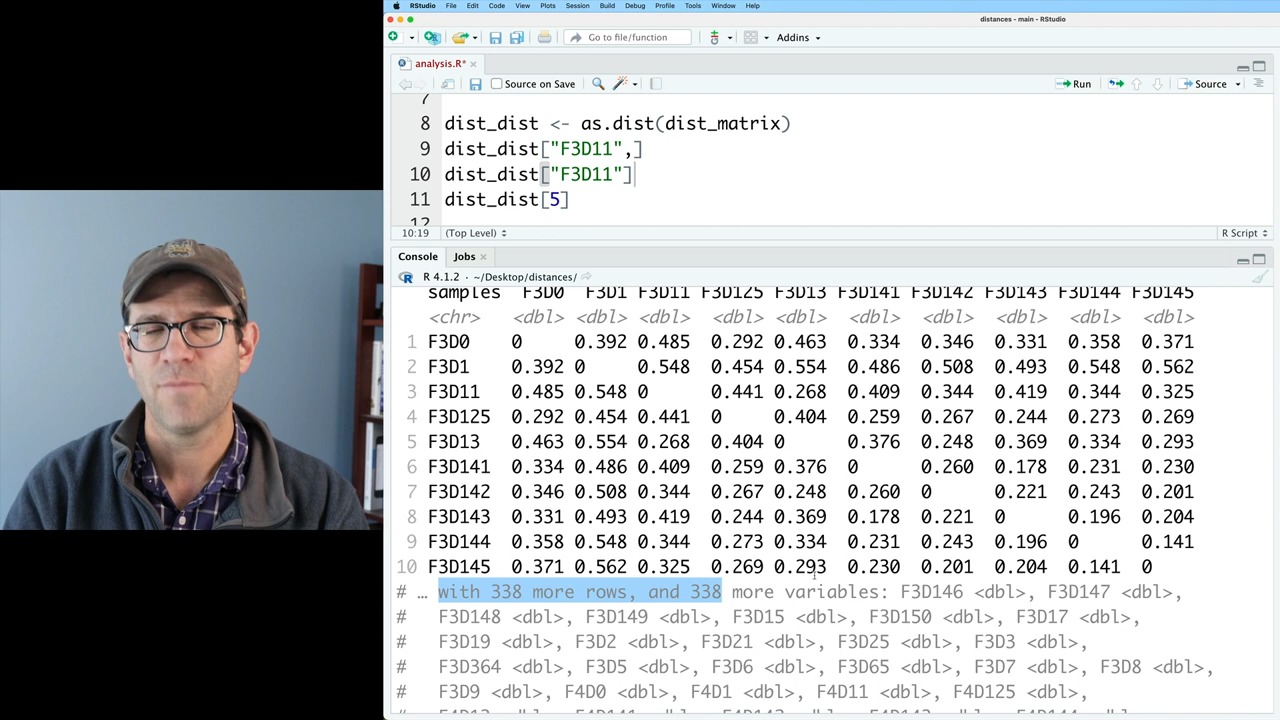 RStudio File Edit Code View Plots Session Build Debug Profile Tools Window Help
distances - main - RStudio
Go to file/function Addins
analysis.R*
Source on Save Run Source
7
8 dist_dist <- as.dist(dist_matrix)
9 dist_dist["F3D11",]
10 dist_dist["F3D11"]
11 dist_dist[5]
12
10:19 (Top Level) R Script
Console Jobs
R 4.1.2 · ~/Desktop/distances/
samples F3D0 F3D1 F3D11 F3D125 F3D13 F3D141 F3D142 F3D143 F3D144 F3D145
<chr> <dbl> <dbl> <dbl> <dbl> <dbl> <dbl> <dbl> <dbl> <dbl> <dbl>
1 F3D0 0 0.392 0.485 0.292 0.463 0.334 0.346 0.331 0.358 0.371
2 F3D1 0.392 0 0.548 0.454 0.554 0.486 0.508 0.493 0.548 0.562
3 F3D11 0.485 0.548 0 0.441 0.268 0.409 0.344 0.419 0.344 0.325
4 F3D125 0.292 0.454 0.441 0 0.404 0.259 0.267 0.244 0.273 0.269
5 F3D13 0.463 0.554 0.268 0.404 0 0.376 0.248 0.369 0.334 0.293
6 F3D141 0.334 0.486 0.409 0.259 0.376 0 0.260 0.178 0.231 0.230
7 F3D142 0.346 0.508 0.344 0.267 0.248 0.260 0 0.221 0.243 0.201
8 F3D143 0.331 0.493 0.419 0.244 0.369 0.178 0.221 0 0.196 0.204
9 F3D144 0.358 0.548 0.344 0.273 0.334 0.231 0.243 0.196 0 0.141
10 F3D145 0.371 0.562 0.325 0.269 0.293 0.230 0.201 0.204 0.141 0
# … with 338 more rows, and 338 more variables: F3D146 <dbl>, F3D147 <dbl>,
# F3D148 <dbl>, F3D149 <dbl>, F3D15 <dbl>, F3D150 <dbl>, F3D17 <dbl>,
# F3D19 <dbl>, F3D2 <dbl>, F3D21 <dbl>, F3D25 <dbl>, F3D3 <dbl>,
# F3D364 <dbl>, F3D5 <dbl>, F3D6 <dbl>, F3D65 <dbl>, F3D7 <dbl>, F3D8 <dbl>,
# F3D9 <dbl>, F4D0 <dbl>, F4D1 <dbl>, F4D11 <dbl>, F4D125 <dbl>,